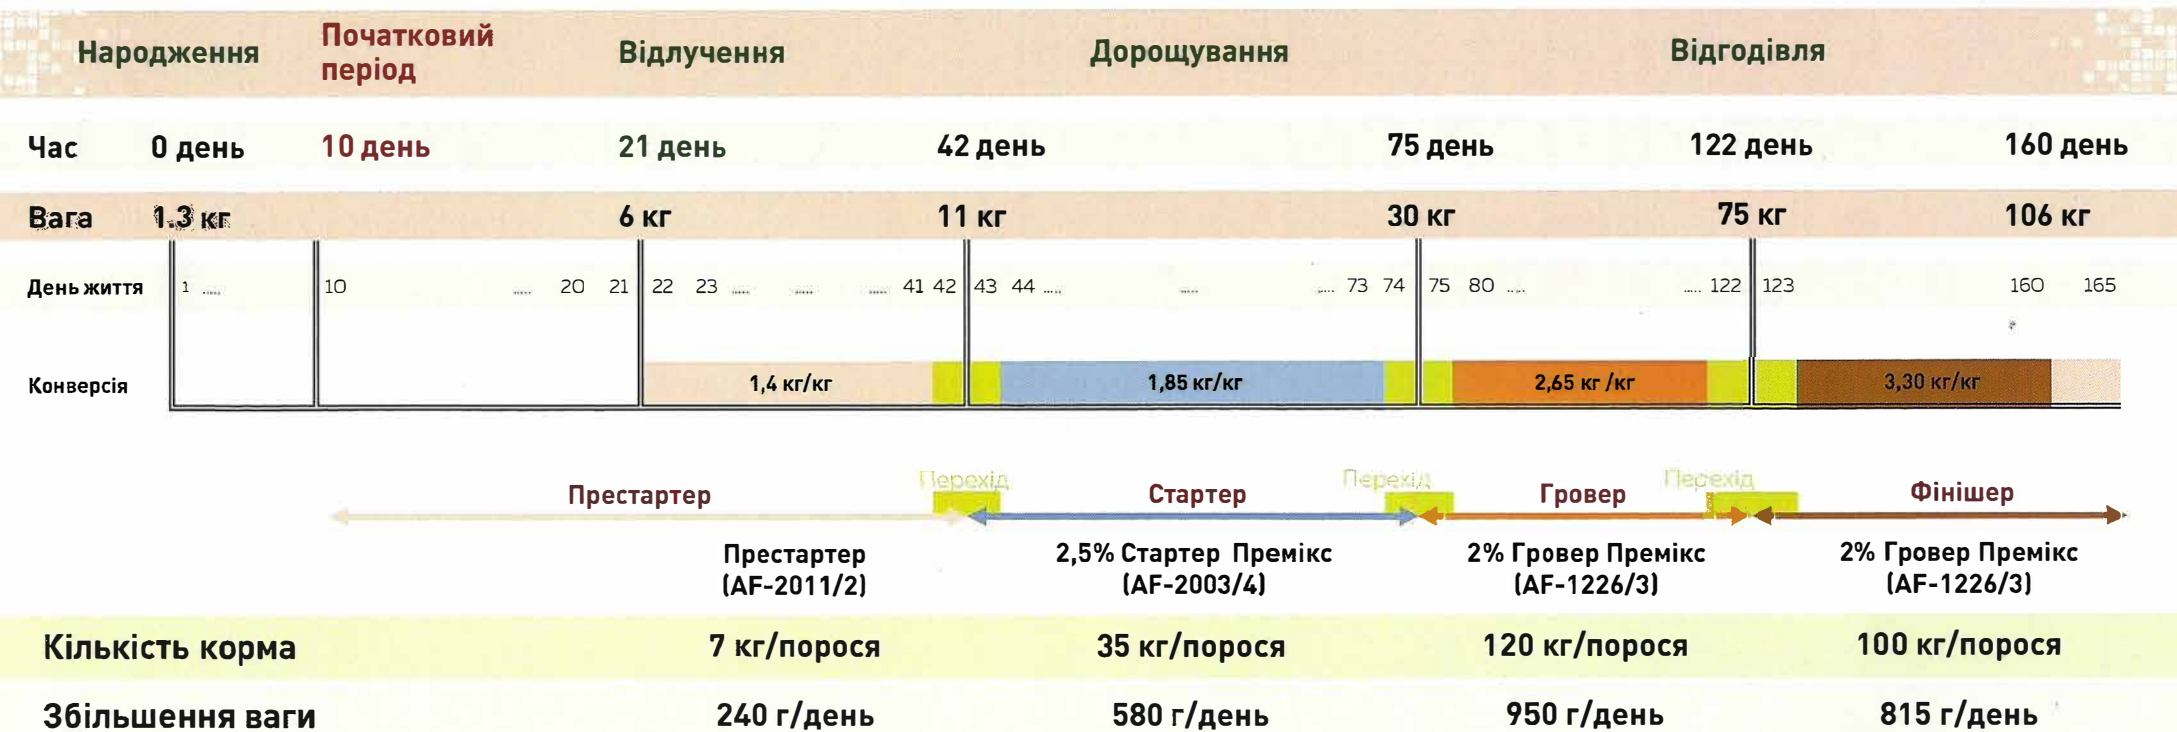 Народження Початковий період Відлучення Дорощування Відгодівля
Час 0 день 10 день 21 день 42 день 75 день 122 день 160 день
Вага 1.3 кг 6 кг 11 кг 30 кг 75 кг 106 кг
День життя 1 ..... 10 ..... 20 21 22 23 ..... ..... ..... 41 42 43 44 ..... ..... ..... 73 74 75 80 ..... ..... 122 123 160 165
Конверсія 1,4 кг/кг 1,85 кг/кг 2,65 кг /кг 3,30 кг/кг
Перехід Перехід Перехід
Престартер Стартер Гровер Фінішер
Престартер 2,5% Стартер Премікс 2% Гровер Премікс 2% Гровер Премікс
(AF-2011/2) (AF-2003/4) (AF-1226/3) (AF-1226/3)
Кількість корма 7 кг/порося 35 кг/порося 120 кг/порося 100 кг/порося
Збільшення ваги 240 г/день 580 г/день 950 г/день 815 г/день